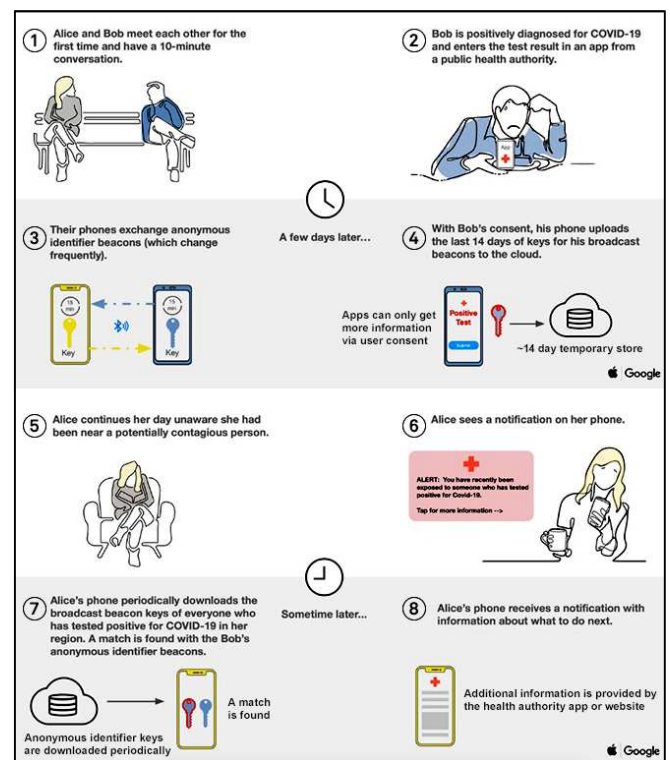 1
Alice and Bob meet each other for the
first time and have a 10-minute
conversation.
2
Bob is positively diagnosed for COVID-19
and enters the test result in an app from
a public health authority.
App
3
Their phones exchange anonymous
identifier beacons (which change
frequently).
15
min
Key
15
min
Key
A few days later...
4
With Bob's consent, his phone uploads
the last 14 days of keys for his broadcast
beacons to the cloud.
Apps can only get
more information
via user consent
Positive
Test
~14 day temporary store
Google
5
Alice continues her day unaware she had
been near a potentially contagious person.
6
Alice sees a notification on her phone.
ALERT: You have recently been
exposed to someone who has tested
positive for Covid-19.
Tap for more information -->
7
Alice's phone periodically downloads the
broadcast beacon keys of everyone who
has tested positive for COVID-19 in her
region. A match is found with the Bob's
anonymous identifier beacons.
Anonymous identifier keys
are downloaded periodically
A match
is found
Sometime later...
8
Alice's phone receives a notification with
information about what to do next.
Additional information is provided by
the health authority app or website
Google